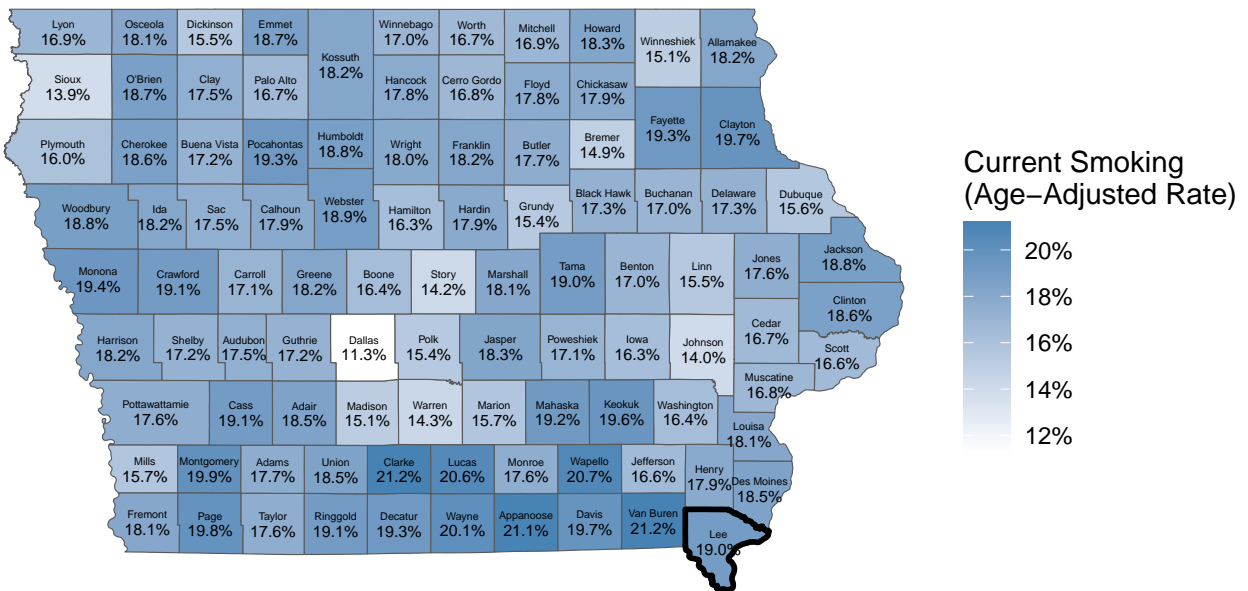 Lyon
16.9%
Osceola
18.1%
Dickinson
15.5%
Emmet
18.7%
Kossuth
18.2%
Winnebago
17.0%
Worth
16.7%
Mitchell
16.9%
Howard
18.3%
Winneshiek
15.1%
Allamakee
18.2%
Sioux
13.9%
O'Brien
18.7%
Clay
17.5%
Palo Alto
16.7%
Hancock
17.8%
Cerro Gordo
16.8%
Floyd
17.8%
Chickasaw
17.9%
Fayette
19.3%
Clayton
19.7%
Plymouth
16.0%
Cherokee
18.6%
Buena Vista
17.2%
Pocahontas
19.3%
Humboldt
18.8%
Wright
18.0%
Franklin
18.2%
Butler
17.7%
Bremer
14.9%
Woodbury
18.8%
Ida
18.2%
Sac
17.5%
Calhoun
17.9%
Webster
18.9%
Hamilton
16.3%
Hardin
17.9%
Grundy
15.4%
Black Hawk
17.3%
Buchanan
17.0%
Delaware
17.3%
Dubuque
15.6%
Monona
19.4%
Crawford
19.1%
Carroll
17.1%
Greene
18.2%
Boone
16.4%
Story
14.2%
Marshall
18.1%
Tama
19.0%
Benton
17.0%
Linn
15.5%
Jones
17.6%
Jackson
18.8%
Clinton
18.6%
Harrison
18.2%
Shelby
17.2%
Audubon
17.5%
Guthrie
17.2%
Dallas
11.3%
Polk
15.4%
Jasper
18.3%
Poweshiek
17.1%
Iowa
16.3%
Johnson
14.0%
Cedar
16.7%
Scott
16.6%
Muscatine
16.8%
Pottawattamie
17.6%
Cass
19.1%
Adair
18.5%
Madison
15.1%
Warren
14.3%
Marion
15.7%
Mahaska
19.2%
Keokuk
19.6%
Washington
16.4%
Louisa
18.1%
Mills
15.7%
Montgomery
19.9%
Adams
17.7%
Union
18.5%
Clarke
21.2%
Lucas
20.6%
Monroe
17.6%
Wapello
20.7%
Jefferson
16.6%
Henry
17.9%
Des Moines
18.5%
Fremont
18.1%
Page
19.8%
Taylor
17.6%
Ringgold
19.1%
Decatur
19.3%
Wayne
20.1%
Appanoose
21.1%
Davis
19.7%
Van Buren
21.2%
Lee
19.0%
Current Smoking
(Age−Adjusted Rate)
20%
18%
16%
14%
12%